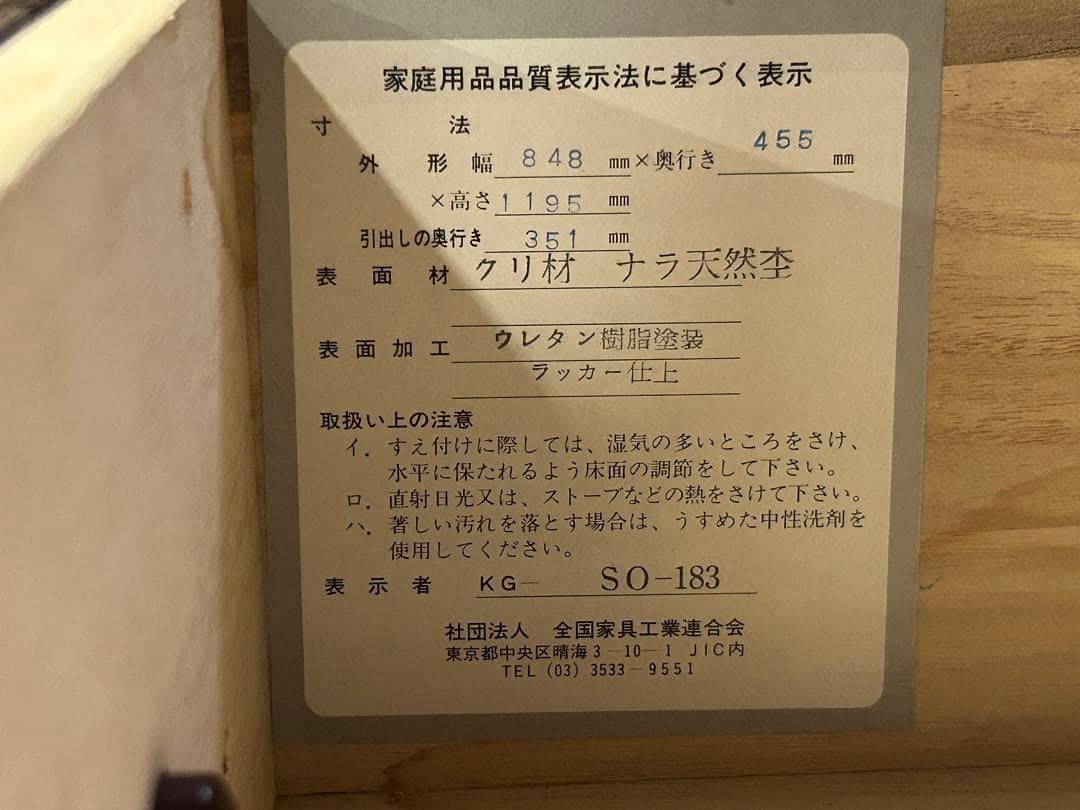 家庭用品品質表示法に基づく表示
寸法
外形 幅 848 mm×奥行き 455 mm
×高さ 1195 mm
引出しの奥行き 351 mm
表面材 クリ材 ナラ天然杢
表面加工 ウレタン樹脂塗装
ラッカー仕上
取扱い上の注意
イ. すえ付けに際しては、湿気の多いところをさけ、
水平に保たれるよう床面の調節をして下さい。
ロ. 直射日光又は、ストーブなどの熱をさけて下さい。
ハ. 著しい汚れを落とす場合は、うすめた中性洗剤を
使用してください。
表示者 KG― SO-183
社団法人 全国家具工業連合会
東京都中央区晴海3―10―1 JIC内
TEL (03) 3533―9551